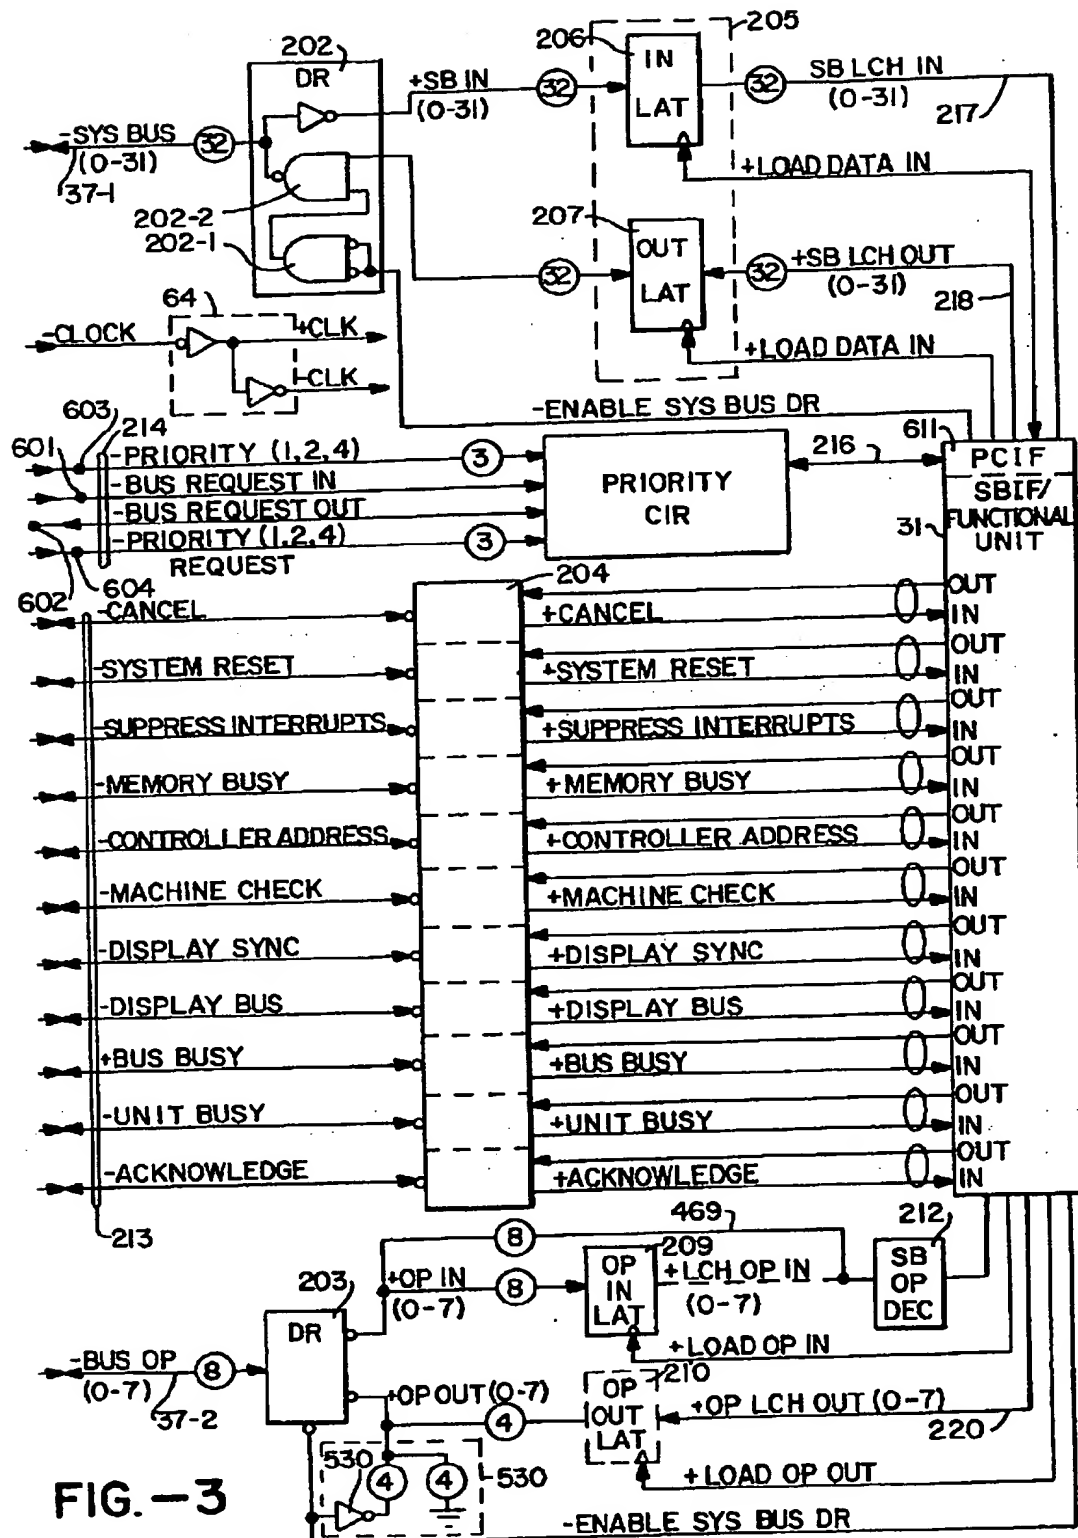 202
DR
+SB IN
(0-31)
32
206
IN
LAT
205
32
SB LCH IN
(0-31)
217
-SYS BUS
(0-31)
32
37-1
+LOAD DATA IN
202-2
202-1
207
OUT
LAT
32
32
+SB LCH OUT
(0-31)
218
64
-CLOCK
+CLK
-CLK
+LOAD DATA IN
-ENABLE SYS BUS DR
603
214
601
-PRIORITY (1,2,4)
3
-BUS REQUEST IN
-BUS REQUEST OUT
-PRIORITY (1,2,4)
REQUEST
3
602
604
PRIORITY
CIR
216
611
PCIF
SBIF/
FUNCTIONAL
UNIT
31
204
-CANCEL
+CANCEL
OUT
IN
-SYSTEM RESET
+SYSTEM RESET
OUT
IN
-SUPPRESS INTERRUPTS
+SUPPRESS INTERRUPTS
OUT
IN
-MEMORY BUSY
+MEMORY BUSY
OUT
IN
-CONTROLLER ADDRESS
+CONTROLLER ADDRESS
OUT
IN
-MACHINE CHECK
+MACHINE CHECK
OUT
IN
-DISPLAY SYNC
+DISPLAY SYNC
OUT
IN
-DISPLAY BUS
+DISPLAY BUS
OUT
IN
+BUS BUSY
+BUS BUSY
OUT
IN
-UNIT BUSY
+UNIT BUSY
OUT
IN
-ACKNOWLEDGE
+ACKNOWLEDGE
OUT
IN
213
469
8
203
DR
+OP IN
(0-7)
8
209
OP
IN
LAT
+LCH OP IN
(0-7)
212
SB
OP
DEC
+LOAD OP IN
-BUS OP
(0-7)
8
37-2
+OP OUT (0-7)
4
210
OP
OUT
LAT
+OP LCH OUT (0-7)
220
530
4
4
530
+LOAD OP OUT
-ENABLE SYS BUS DR
FIG.-3